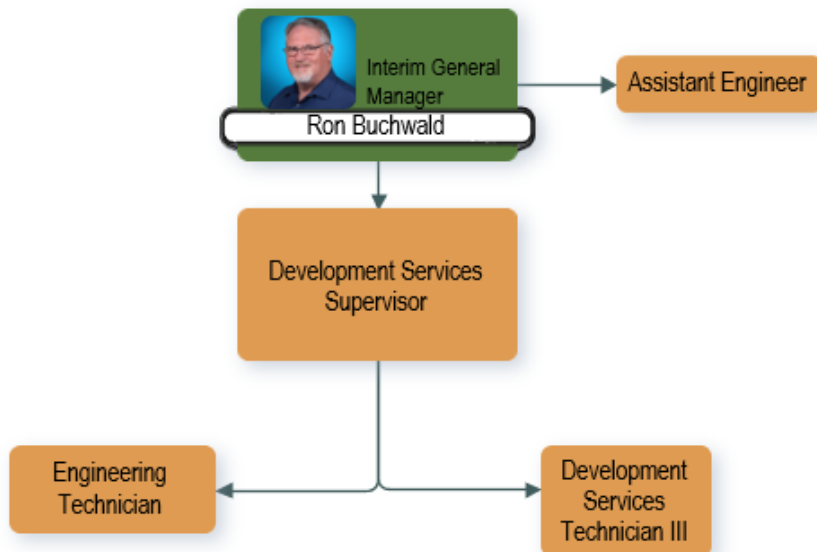 Interim General
Manager
Ron Buchwald
Assistant Engineer
Development Services
Supervisor
Engineering
Technician
Development
Services
Technician III